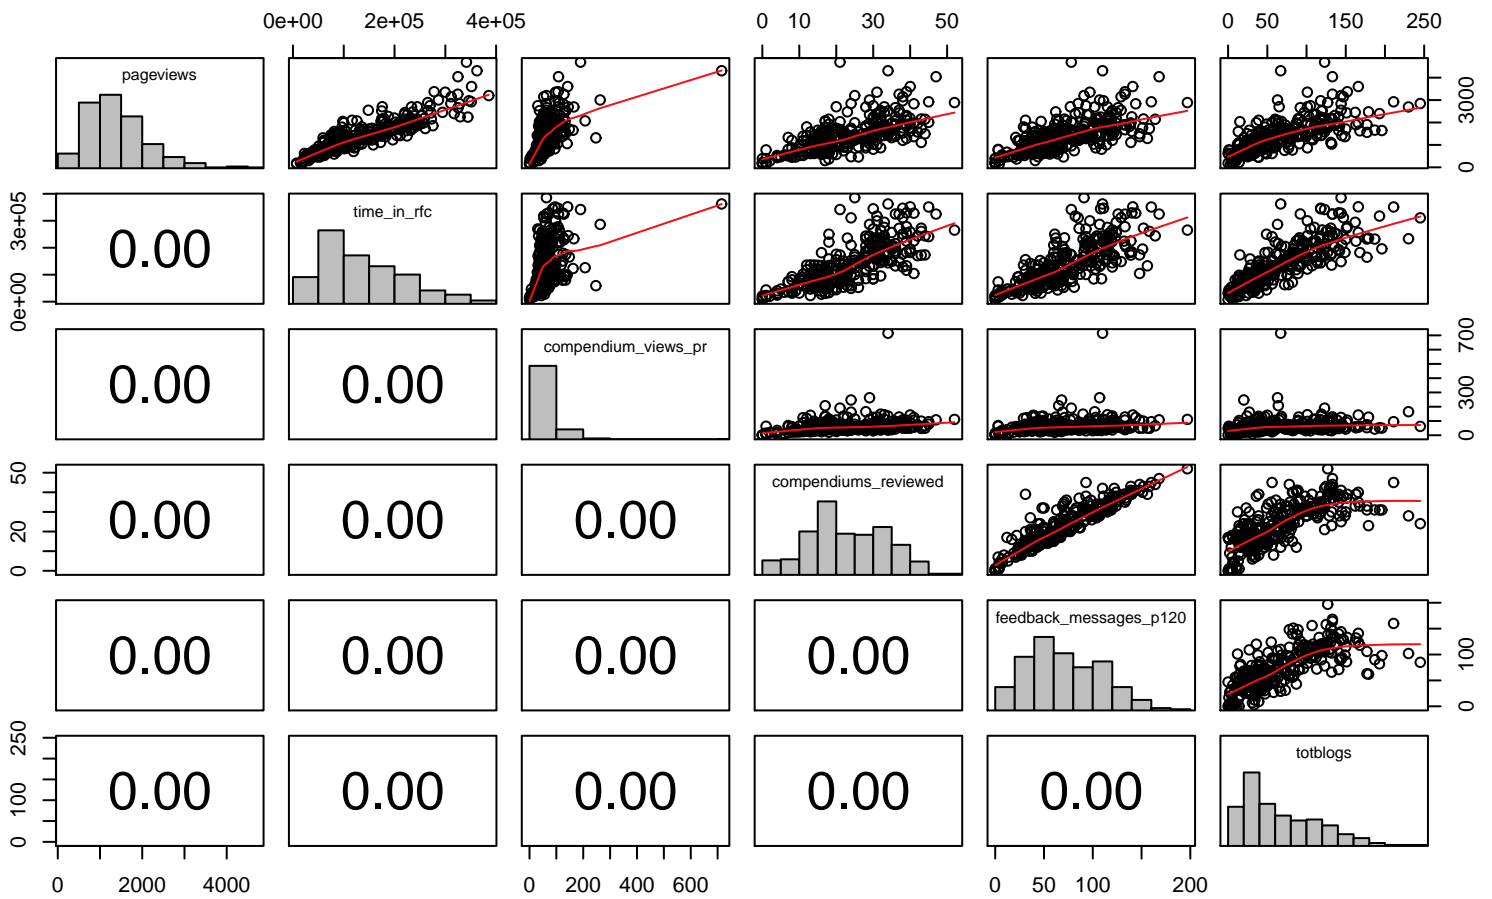 0e+00 2e+05 4e+05 0 10 30 50 0 50 150 250
pageviews
0 3000
0e+00 3e+05
0.00
time_in_rfc
0.00 0.00
compendium_views_pr
0 300 700
0 20 50
0.00 0.00 0.00
compendiums_reviewed
0.00 0.00 0.00 0.00
feedback_messages_p120
0 100
0 100 250
0.00 0.00 0.00 0.00 0.00
totblogs
0 2000 4000 0 200 400 600 0 50 100 200